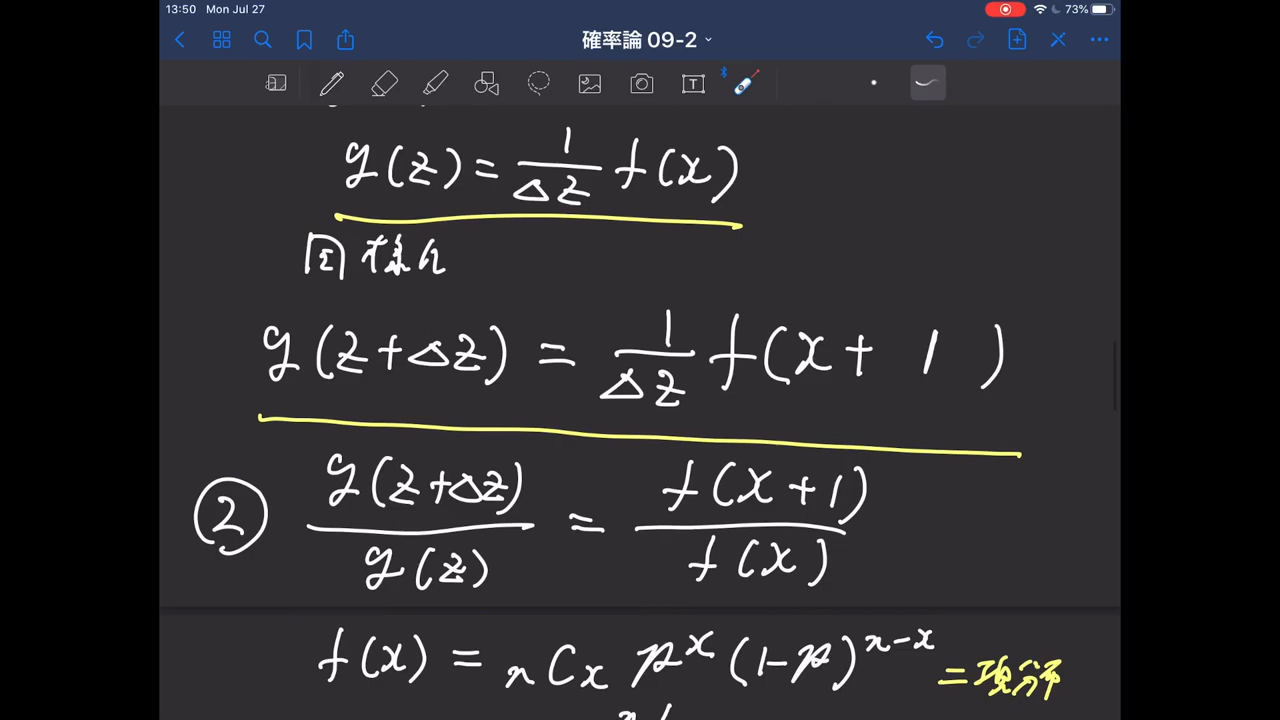 13:50 Mon Jul 27 73%
確率論 09-2
g(z) = 1/Δz f(x)
同様に
g(z+Δz) = 1/Δz f(x+1)
② g(z+Δz)/g(z) = f(x+1)/f(x)
f(x) = nCx p^x (1-p)^{n-x} 二項分布
n!